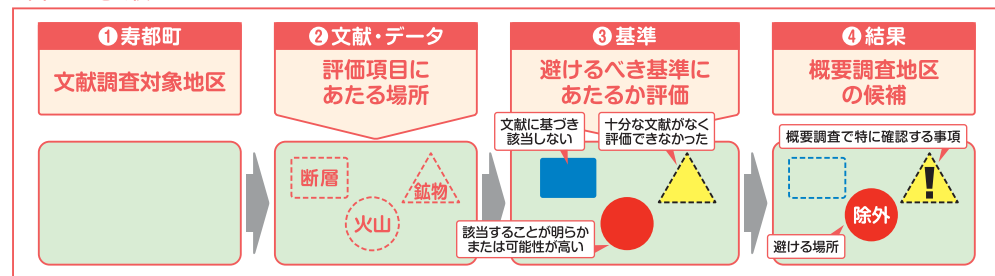 ❶寿都町
文献調査対象地区
❷文献・データ
評価項目に
あたる場所
断層
鉱物
火山
❸基準
避けるべき基準に
あたるか評価
文献に基づき
該当しない
十分な文献がなく
評価できなかった
該当することが明らか
または可能性が高い
❹結果
概要調査地区
の候補
概要調査で特に確認する事項
!
除外
避ける場所